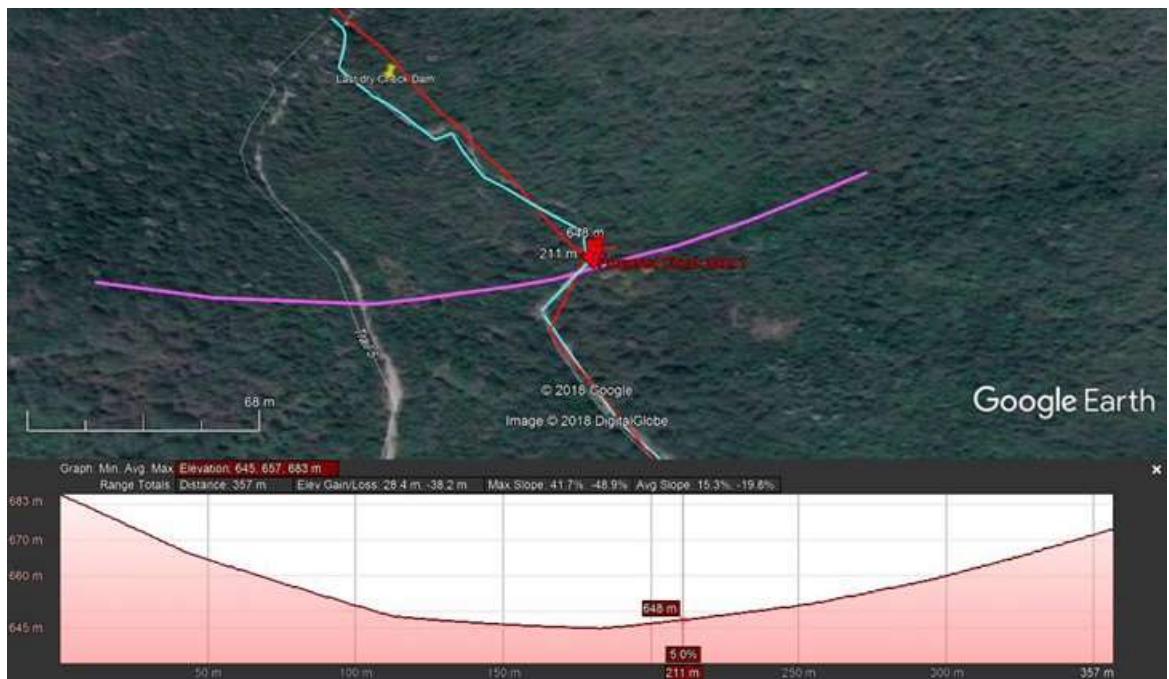 Last dry Check Dam
648 m
211 m
Trail 5
68 m
© 2018 Google
Image © 2018 DigitalGlobe
Google Earth
Graph: Min, Avg, Max Elevation: 645, 657, 683 m
Range Totals: Distance: 357 m Elev Gain/Loss: 28.4 m, -38.2 m Max Slope: 41.7%, -48.9% Avg Slope: 15.3%, -19.8%
683 m
670 m
660 m
648 m
645 m
5.0%
50 m 100 m 150 m 211 m 250 m 300 m 357 m